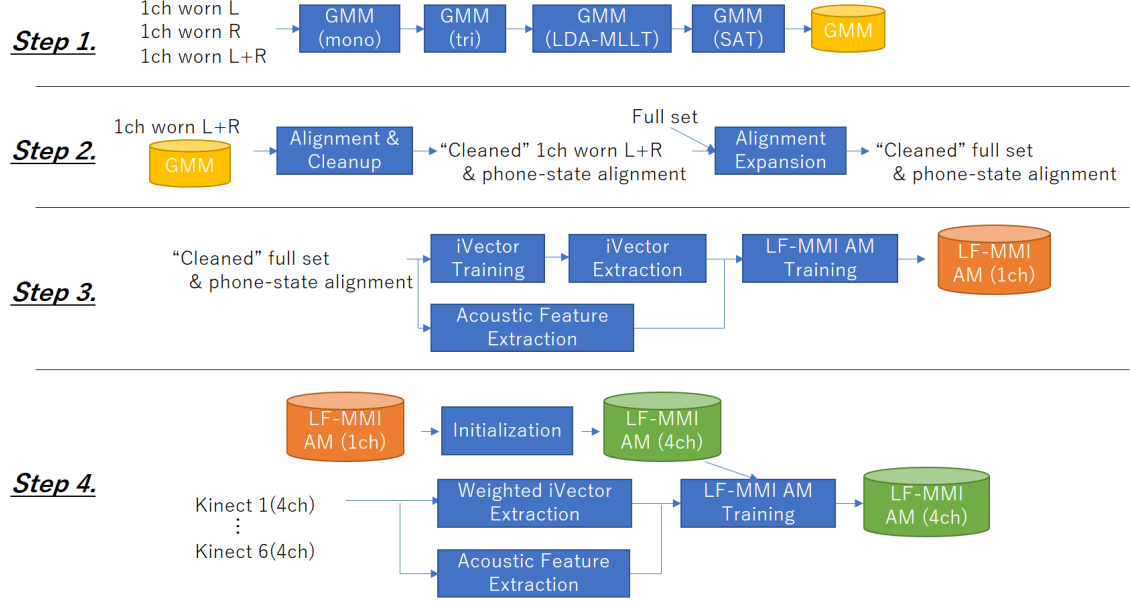 Step 1.
1ch worn L
1ch worn R
1ch worn L+R
GMM
(mono)
GMM
(tri)
GMM
(LDA-MLLT)
GMM
(SAT)
GMM
Step 2.
1ch worn L+R
GMM
Alignment &
Cleanup
“Cleaned” 1ch worn L+R
& phone-state alignment
Full set
Alignment
Expansion
“Cleaned” full set
& phone-state alignment
Step 3.
“Cleaned” full set
& phone-state alignment
iVector
Training
iVector
Extraction
LF-MMI AM
Training
LF-MMI
AM (1ch)
Acoustic Feature
Extraction
Step 4.
LF-MMI
AM (1ch)
Initialization
LF-MMI
AM (4ch)
Kinect 1(4ch)
⋮
Kinect 6(4ch)
Weighted iVector
Extraction
Acoustic Feature
Extraction
LF-MMI AM
Training
LF-MMI
AM (4ch)